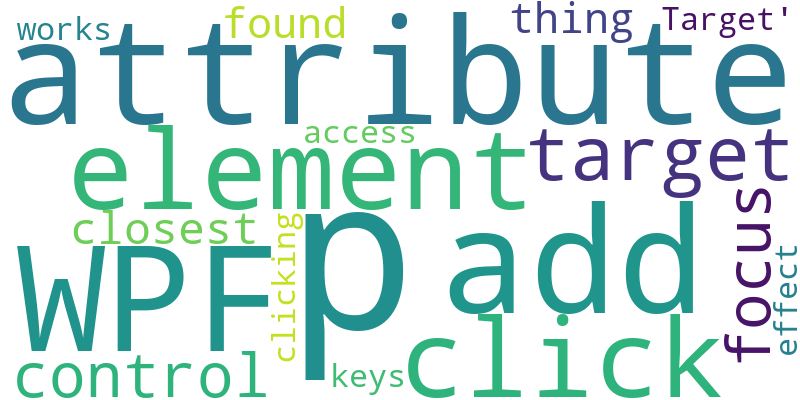 works
found
thing
Target'
attribute
access
element
target
closest
clicking
p
add
focus
WPF
effect
control
keys
click